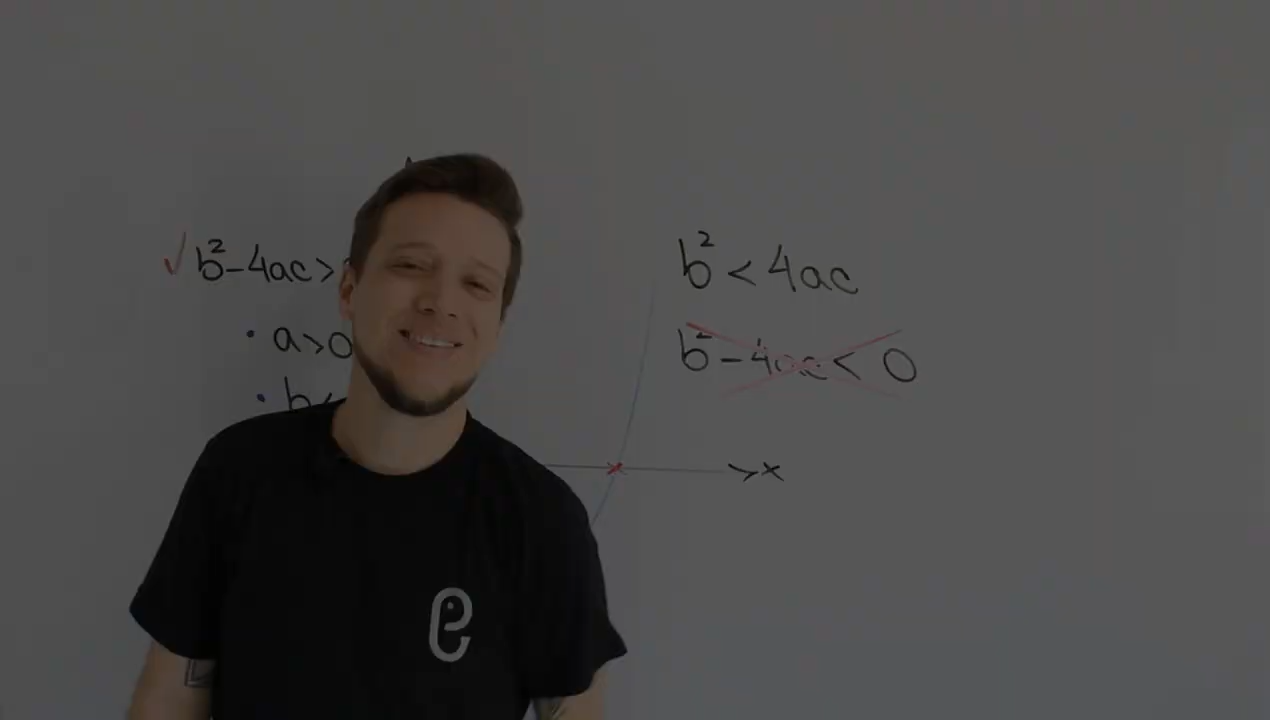 ✓ b²-4ac>
b² < 4ac
• a>0
b²-4ac < 0
• b<
>x
e